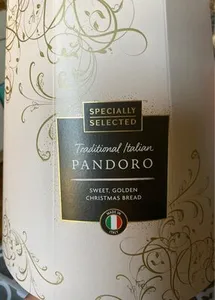 SPECIALLY
SELECTED
Traditional Italian
PANDORO
SWEET, GOLDEN
CHRISTMAS BREAD
MADE IN
ITALY